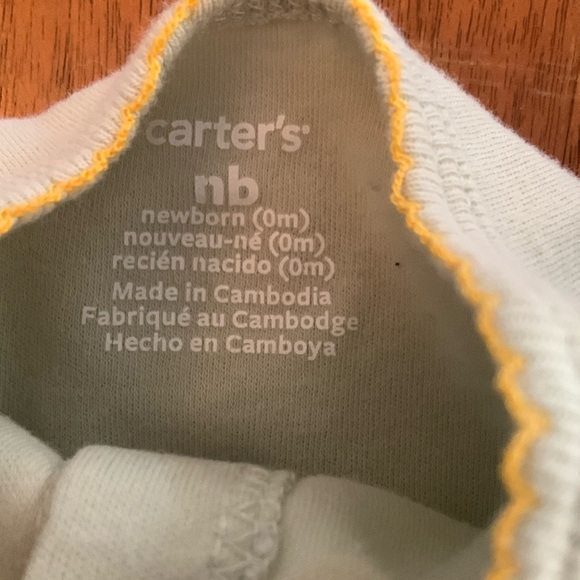 carter's
nb
newborn (0m)
nouveau-né (0m)
recién nacido (0m)
Made in Cambodia
Fabriqué au Cambodge
Hecho en Camboya